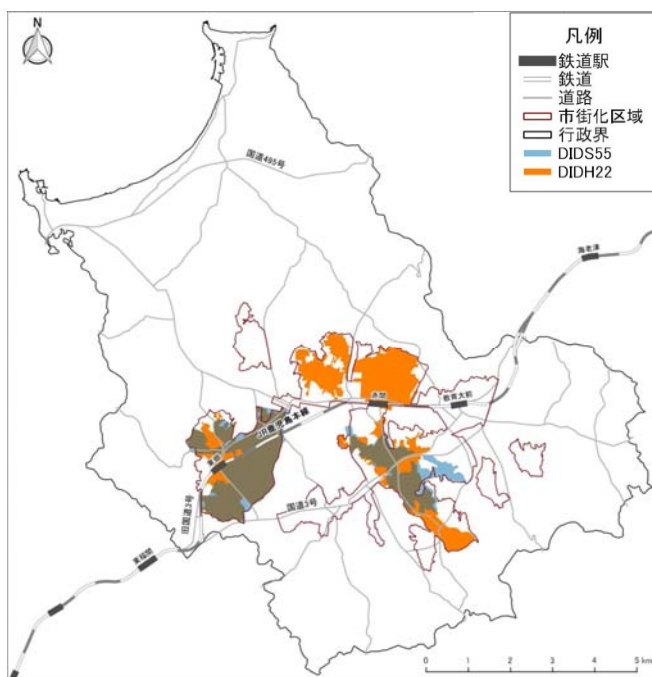 凡例
鉄道駅
鉄道
道路
市街化区域
行政界
DIDS55
DIDH22
国道495号
海老津
教育大前
赤間
JR鹿児島本線
東郷
国道3号
旧国道3号
東福間
0 1 2 3 4 5 km